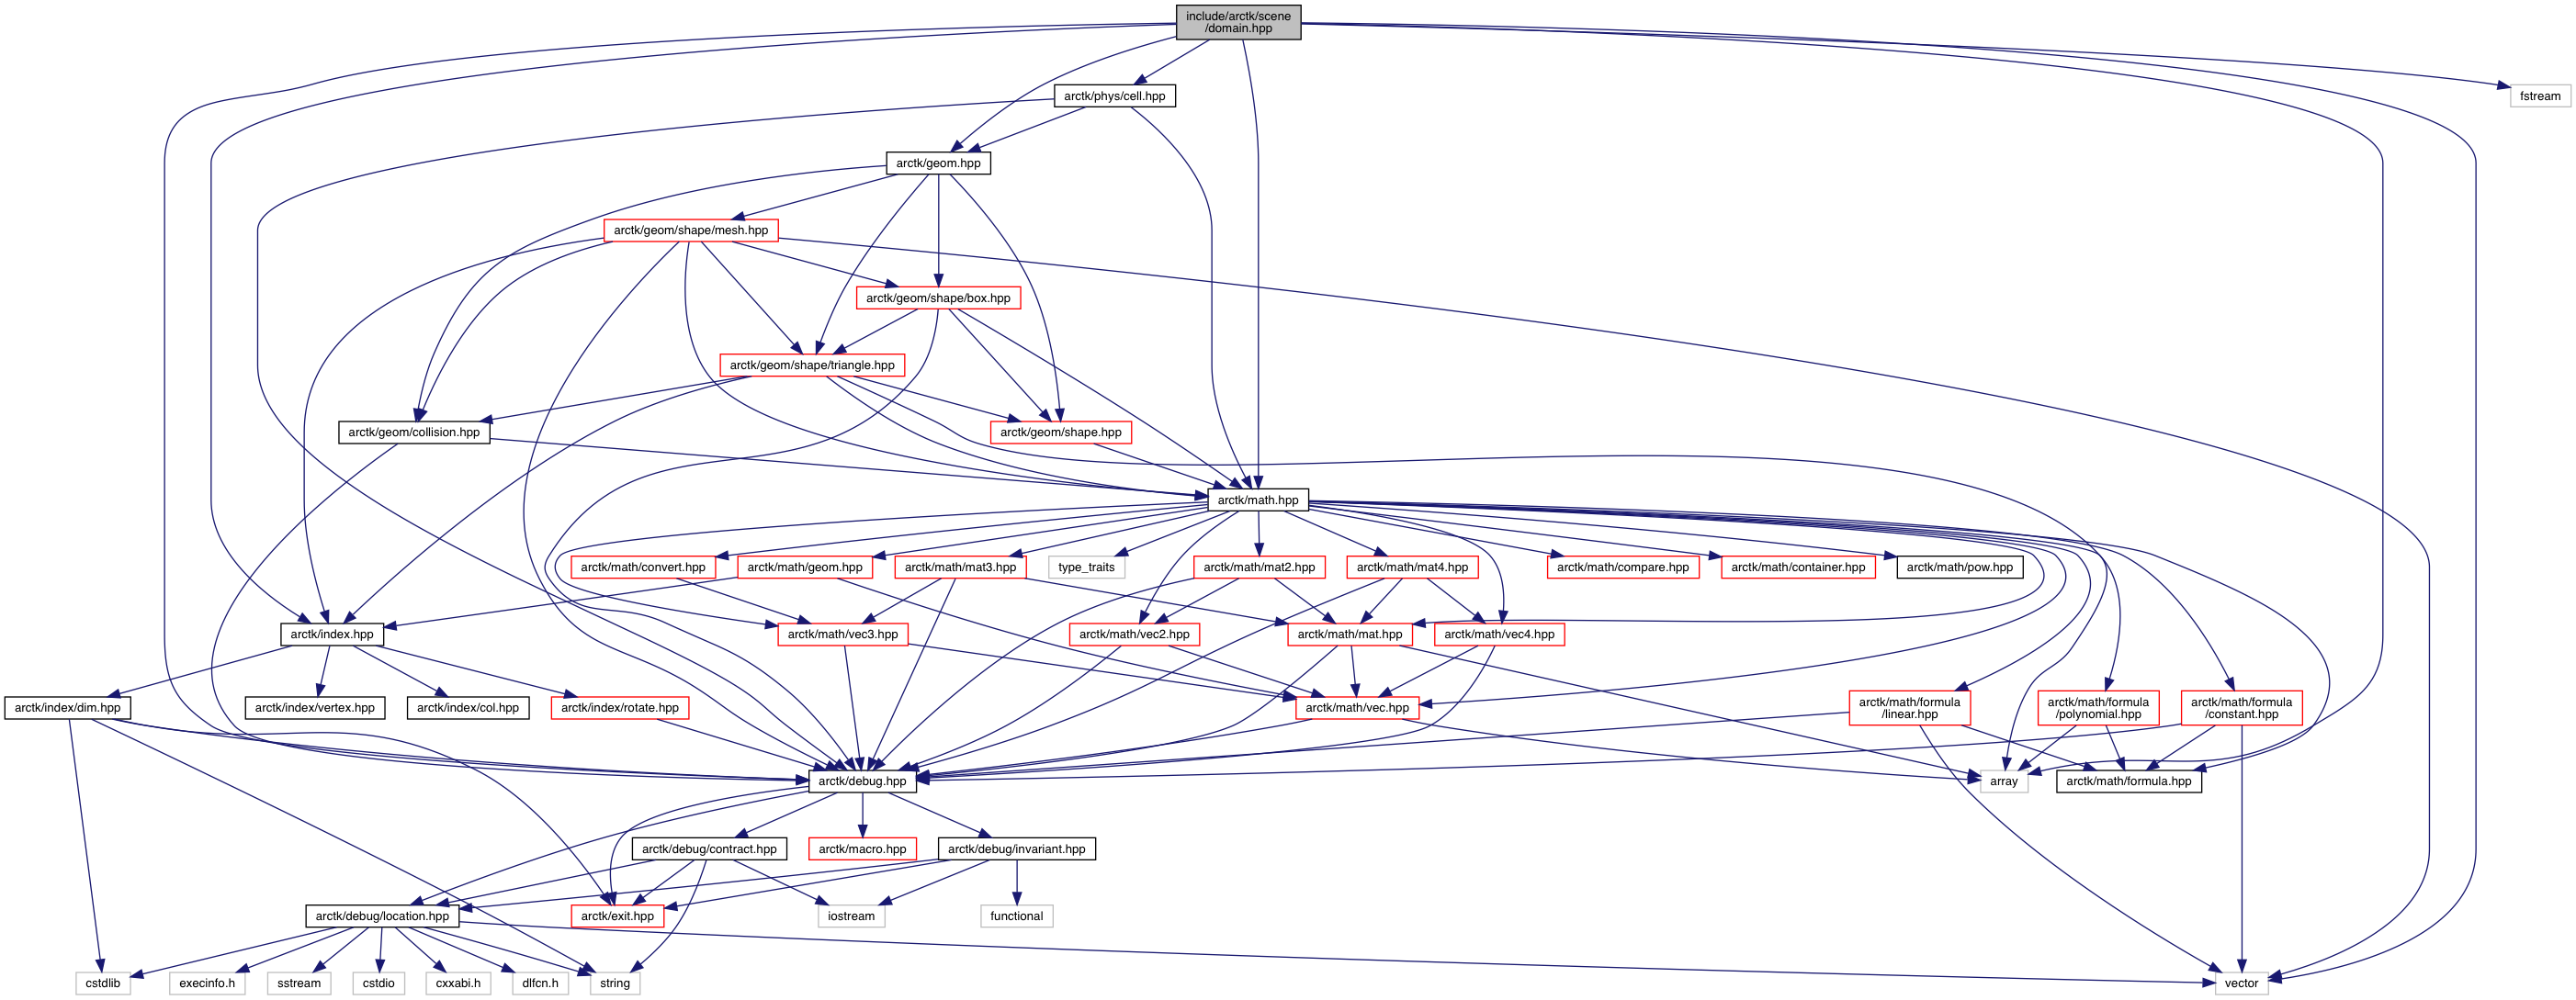 include/arctk/scene
/domain.hpp
arctk/phys/cell.hpp
fstream
arctk/geom.hpp
arctk/geom/shape/mesh.hpp
arctk/geom/shape/box.hpp
arctk/geom/shape/triangle.hpp
arctk/geom/collision.hpp
arctk/geom/shape.hpp
arctk/math.hpp
arctk/math/convert.hpp
arctk/math/geom.hpp
arctk/math/mat3.hpp
type_traits
arctk/math/mat2.hpp
arctk/math/mat4.hpp
arctk/math/compare.hpp
arctk/math/container.hpp
arctk/math/pow.hpp
arctk/index.hpp
arctk/math/vec3.hpp
arctk/math/vec2.hpp
arctk/math/mat.hpp
arctk/math/vec4.hpp
arctk/index/dim.hpp
arctk/index/vertex.hpp
arctk/index/col.hpp
arctk/index/rotate.hpp
arctk/math/vec.hpp
arctk/math/formula
/linear.hpp
arctk/math/formula
/polynomial.hpp
arctk/math/formula
/constant.hpp
arctk/debug.hpp
array
arctk/math/formula.hpp
arctk/debug/contract.hpp
arctk/macro.hpp
arctk/debug/invariant.hpp
arctk/debug/location.hpp
arctk/exit.hpp
iostream
functional
cstdlib
execinfo.h
sstream
cstdio
cxxabi.h
dlfcn.h
string
vector